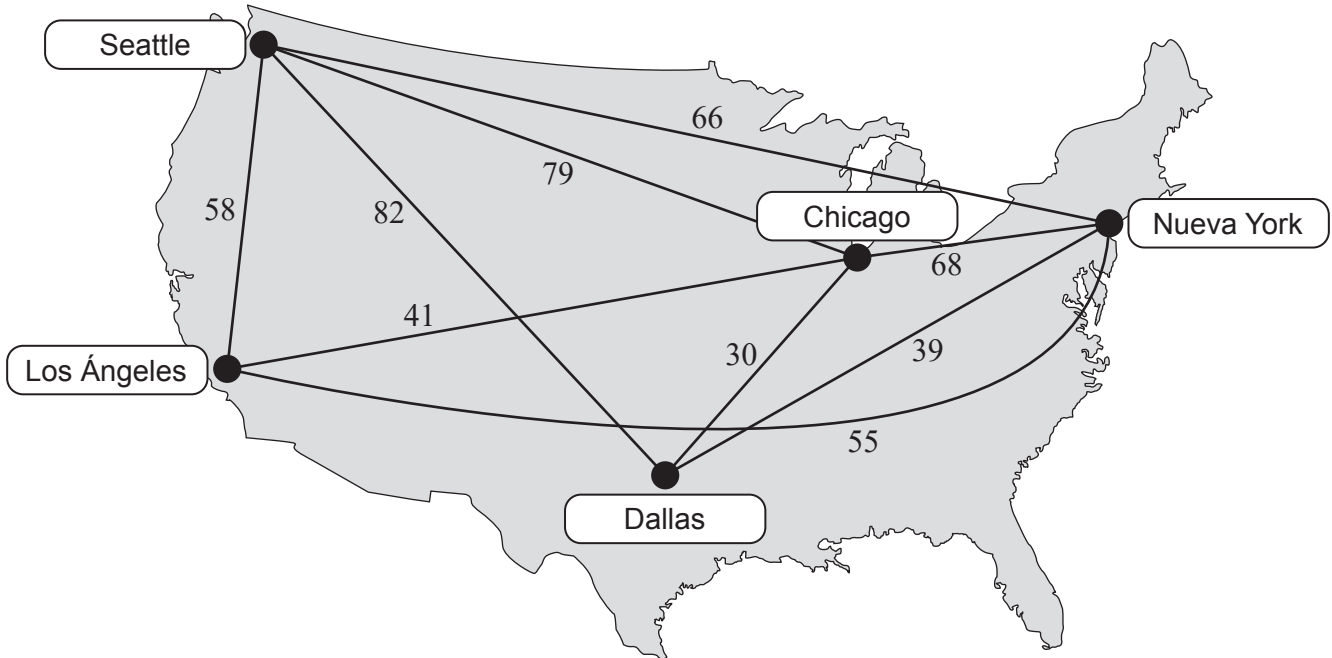 Seattle
66
79
58
82
Chicago
Nueva York
68
41
Los Ángeles
30
39
55
Dallas